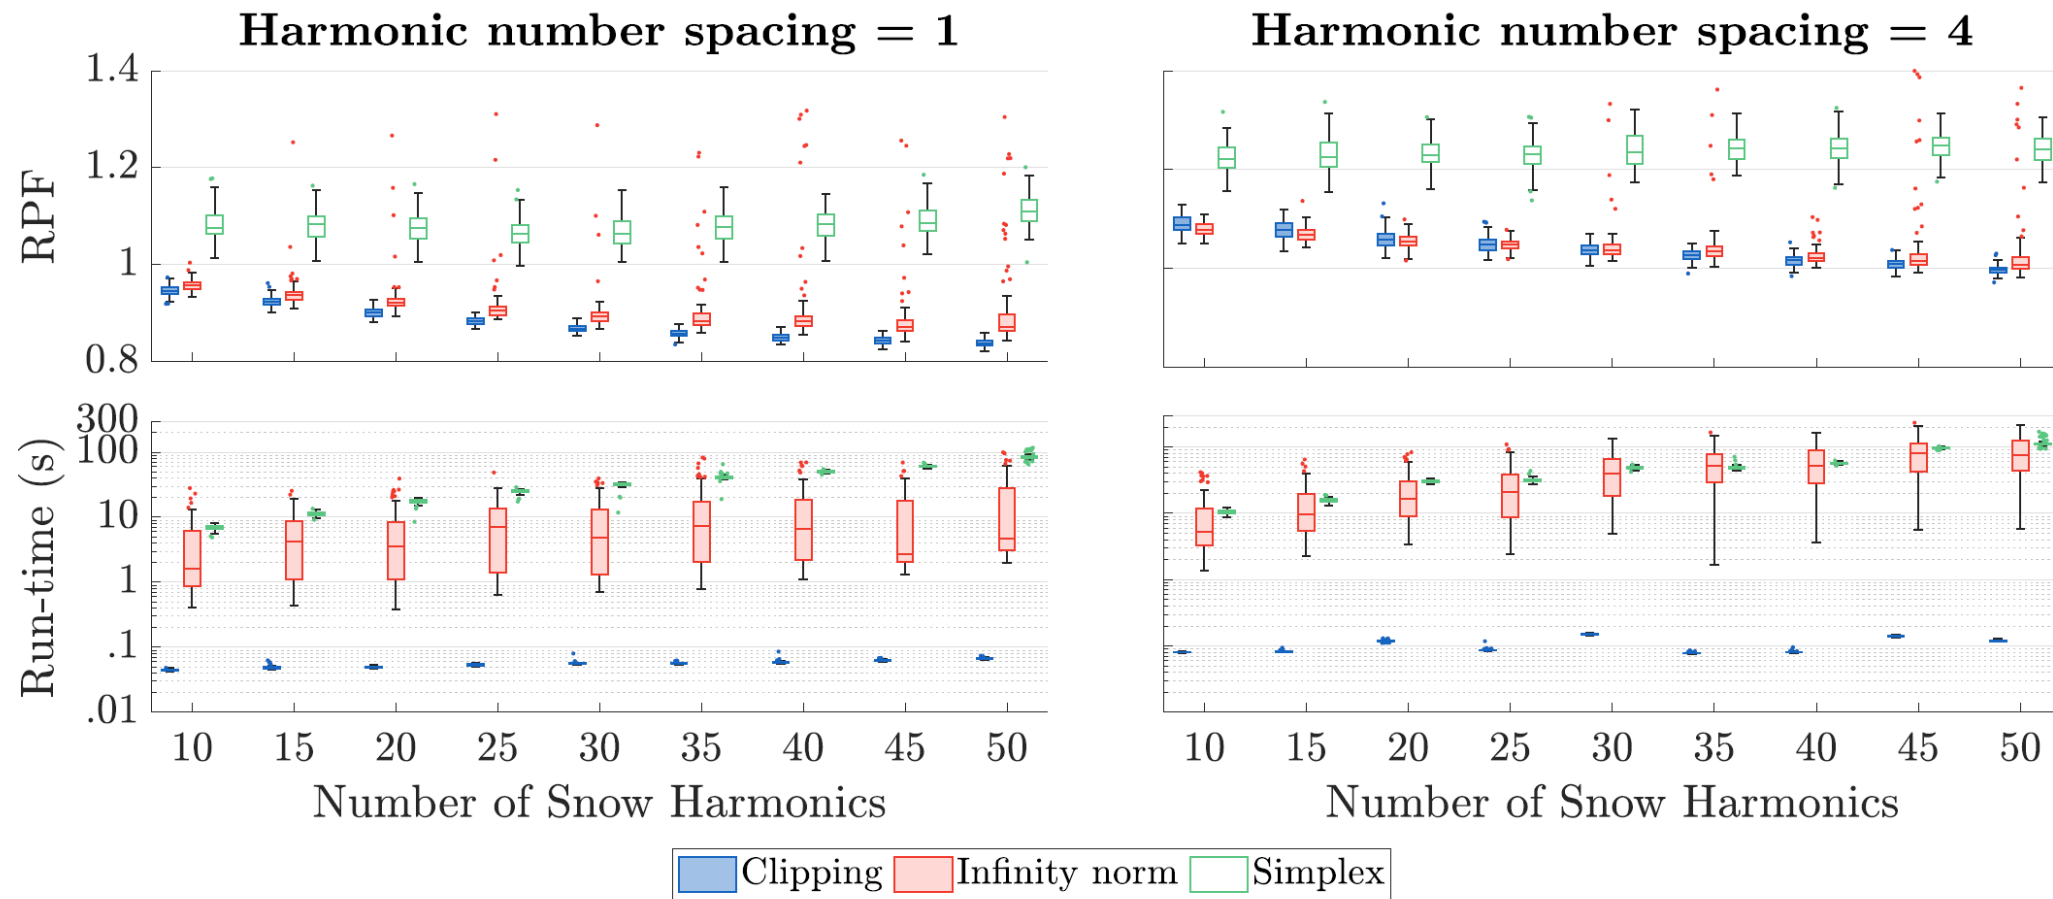 Harmonic number spacing = 1
Harmonic number spacing = 4
RPF
1.4
1.2
1
0.8
Run-time (s)
300
100
10
1
.1
.01
10 15 20 25 30 35 40 45 50
10 15 20 25 30 35 40 45 50
Number of Snow Harmonics
Number of Snow Harmonics
Clipping Infinity norm Simplex